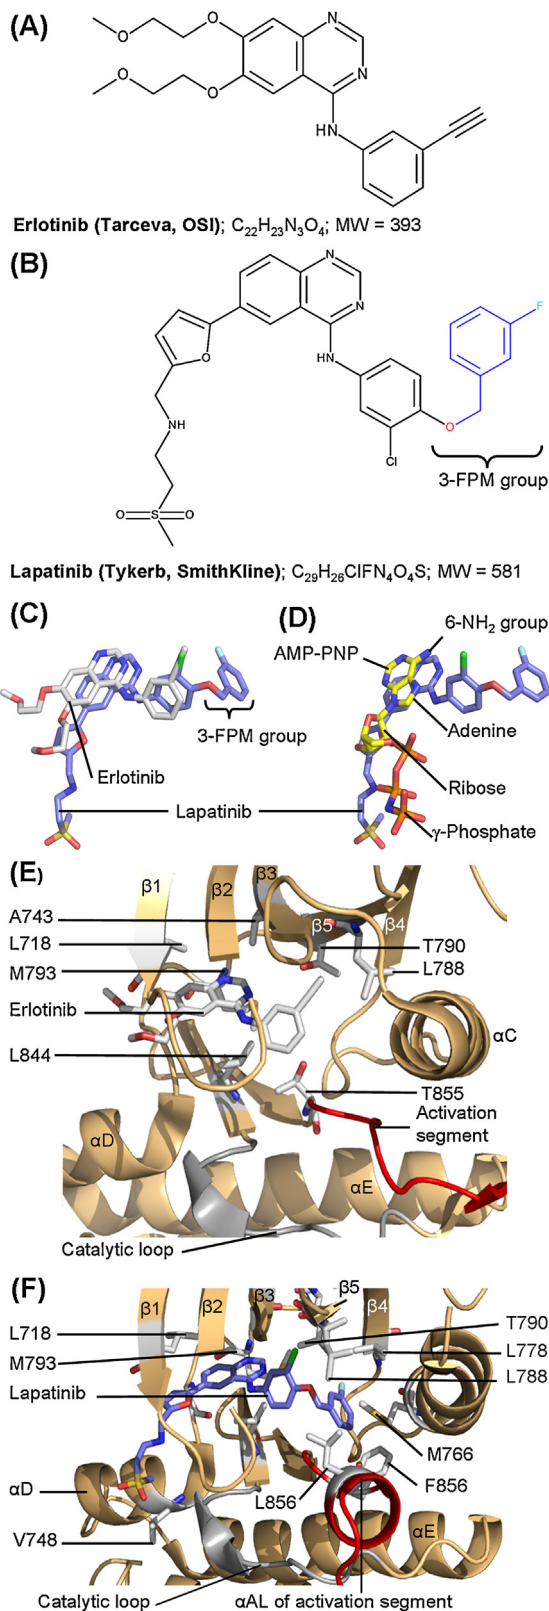 (A)
O
O
N
O
O
N
HN
Erlotinib (Tarceva, OSI); C₂₂H₂₃N₃O₄; MW = 393
(B)
N
F
N
O
HN
NH
O
Cl
3-FPM group
O S O
Lapatinib (Tykerb, SmithKline); C₂₉H₂₆ClFN₄O₄S; MW = 581
(C)
(D)
6-NH₂ group
AMP-PNP
3-FPM group
Adenine
Erlotinib
Ribose
Lapatinib
γ-Phosphate
(E)
β3
β1
β2
A743
β5
β4
L718
T790
M793
L788
Erlotinib
αC
L844
T855
Activation
segment
αD
αE
Catalytic loop
(F)
β5
β3
β1
β2
β4
T790
L718
L778
M793
L788
Lapatinib
M766
αD
L856
F856
V748
αE
Catalytic loop
αAL of activation segment